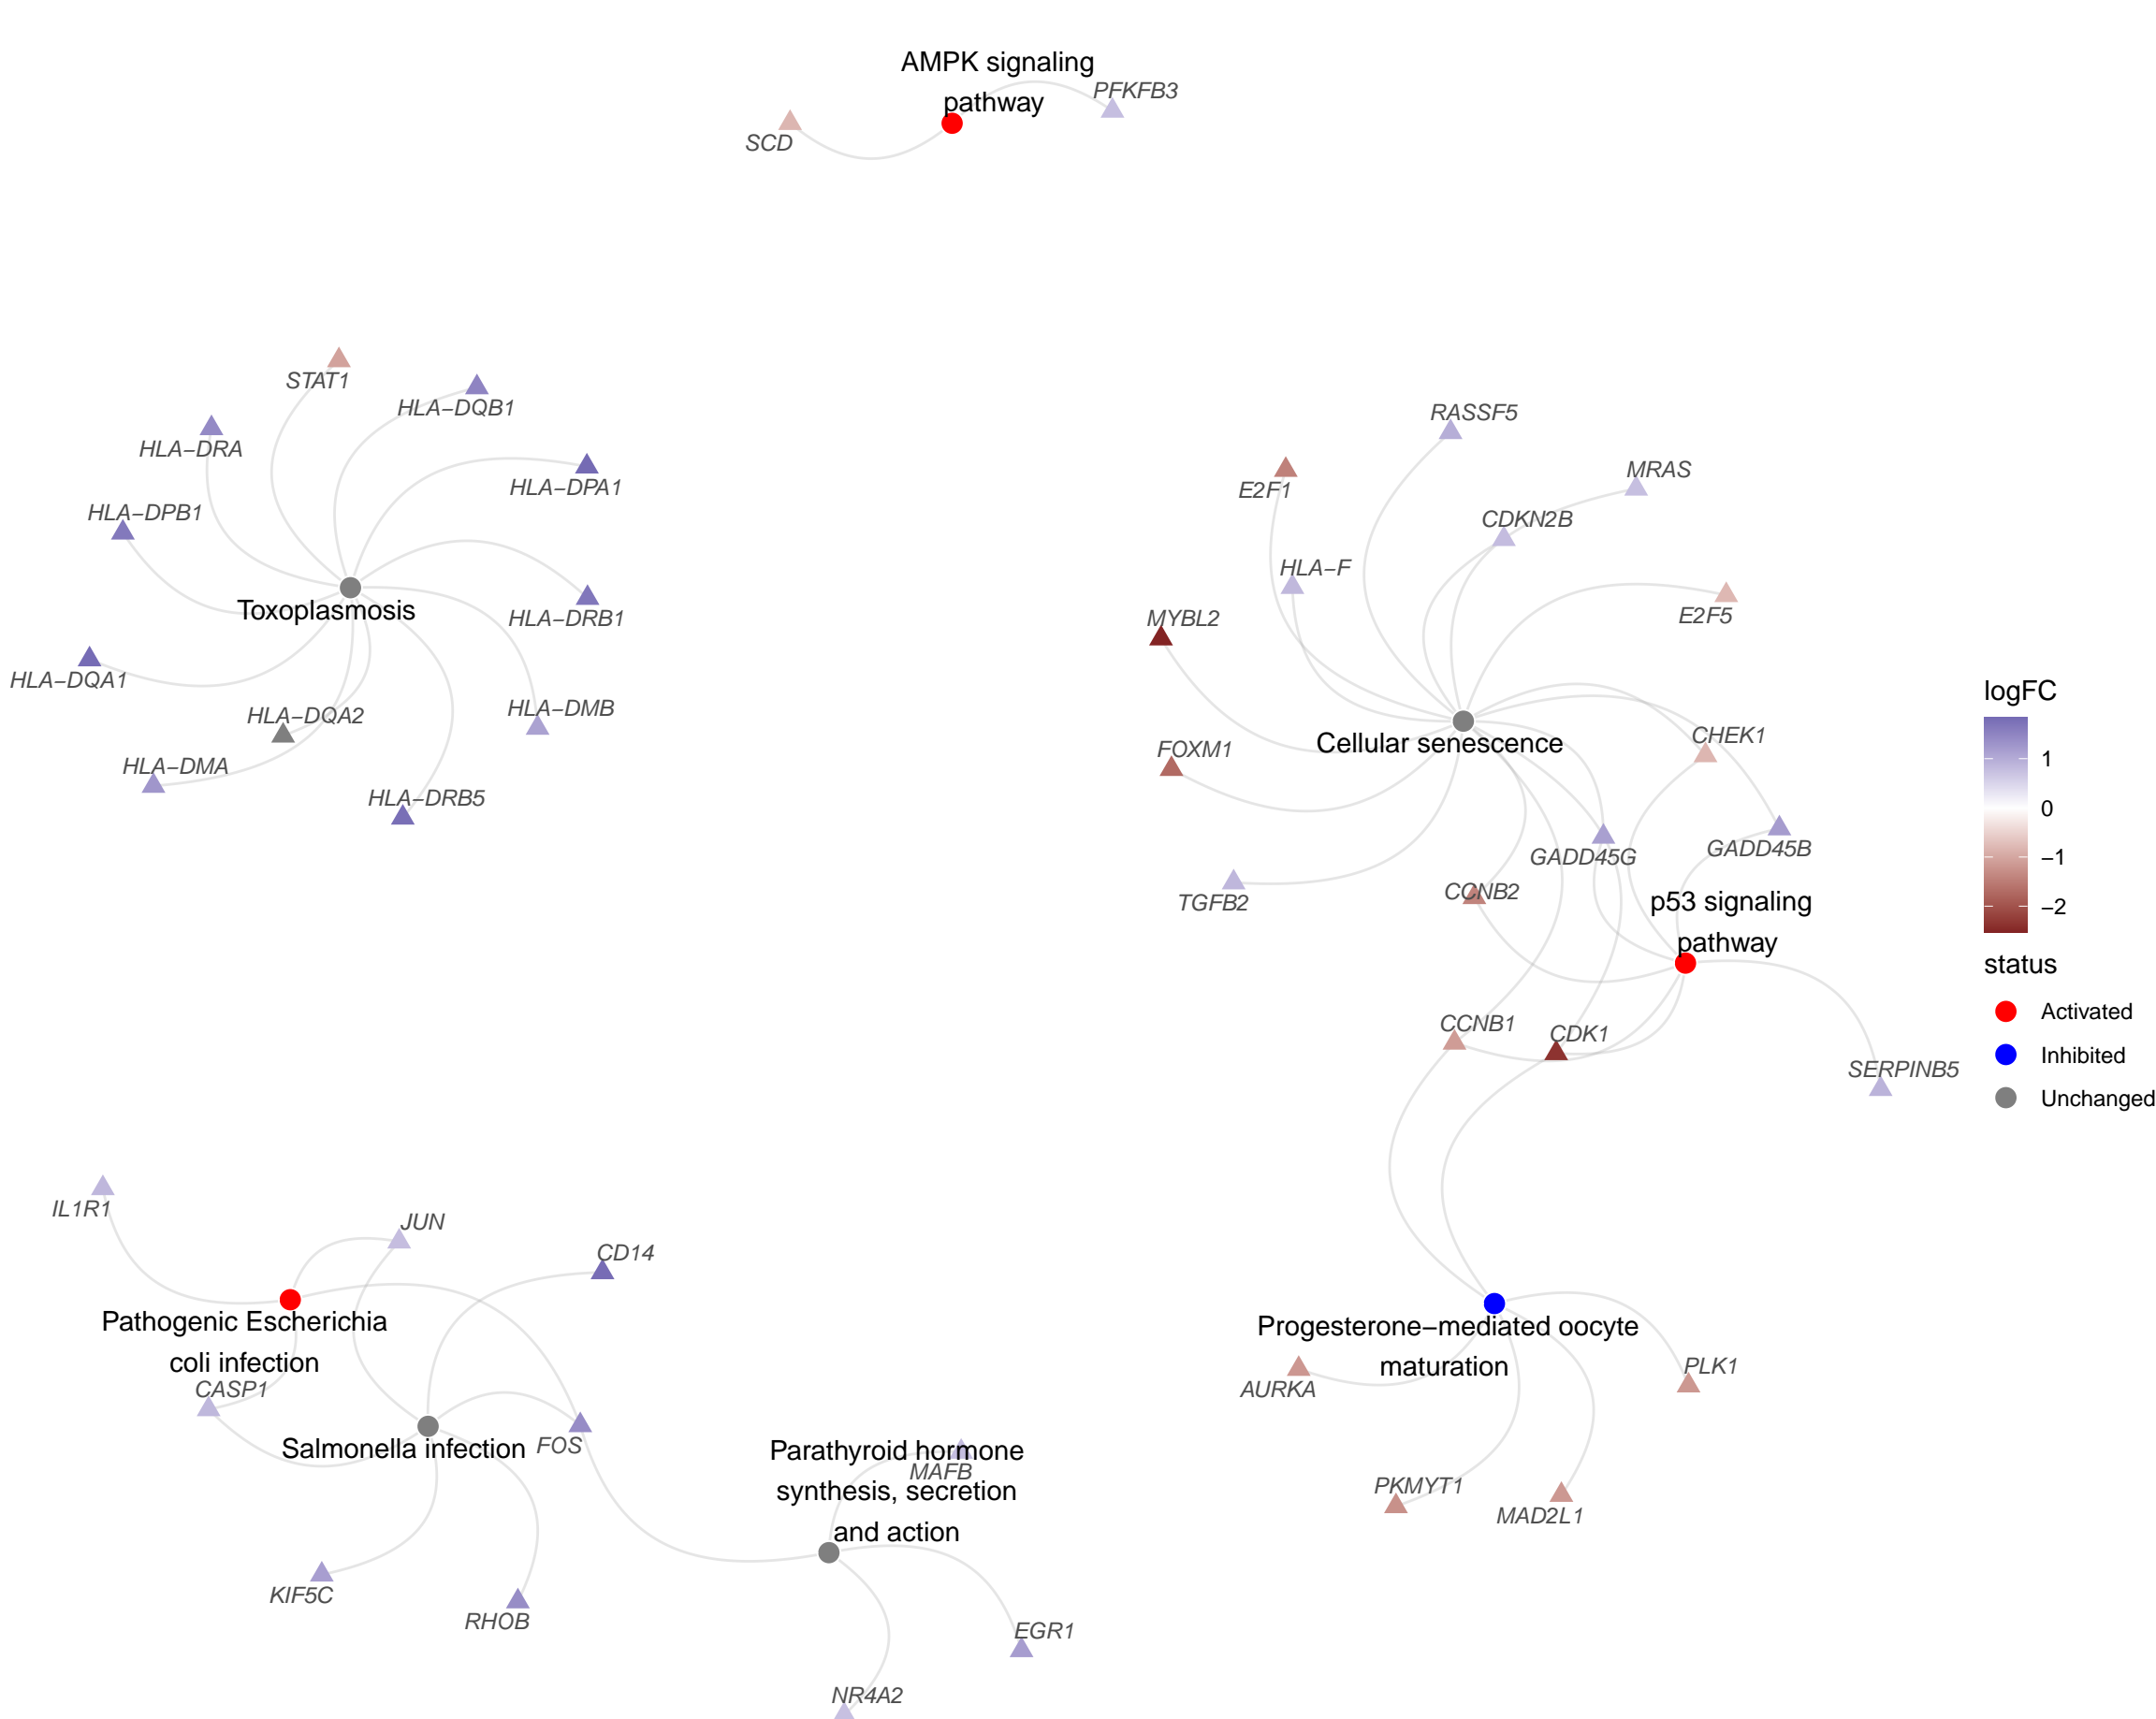 AMPK signaling
pathway
PFKFB3
SCD
STAT1
HLA−DQB1
HLA−DRA
HLA−DPA1
HLA−DPB1
Toxoplasmosis
HLA−DRB1
HLA−DQA1
HLA−DQA2
HLA−DMB
HLA−DMA
HLA−DRB5
RASSF5
MRAS
E2F1
CDKN2B
HLA−F
MYBL2
E2F5
Cellular senescence
CHEK1
FOXM1
GADD45G
GADD45B
TGFB2
CCNB2
p53 signaling
pathway
CCNB1
CDK1
SERPINB5
logFC
1
0
−1
−2
status
Activated
Inhibited
Unchanged
IL1R1
JUN
CD14
Pathogenic Escherichia
coli infection
CASP1
Salmonella infection
FOS
Parathyroid hormone
MAFB
synthesis, secretion
and action
KIF5C
RHOB
EGR1
NR4A2
Progesterone−mediated oocyte
maturation
PLK1
AURKA
PKMYT1
MAD2L1